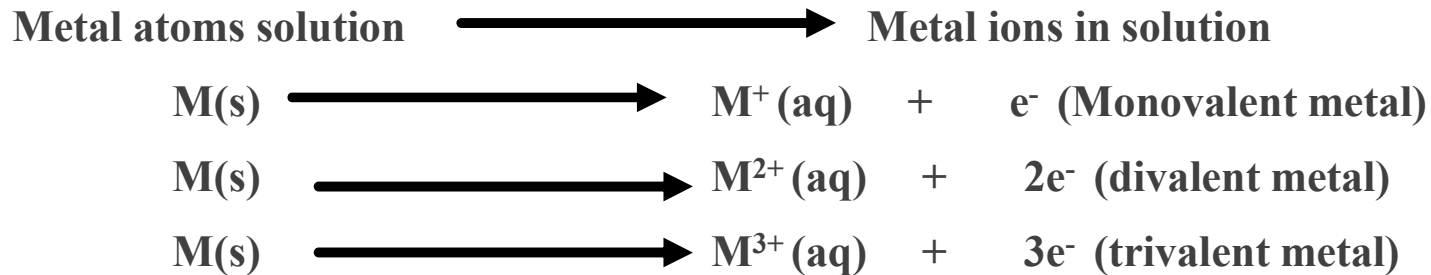 Metal atoms solution ⟶ Metal ions in solution
M(s) ⟶ M⁺ (aq) + e⁻ (Monovalent metal)
M(s) ⟶ M²⁺ (aq) + 2e⁻ (divalent metal)
M(s) ⟶ M³⁺ (aq) + 3e⁻ (trivalent metal)